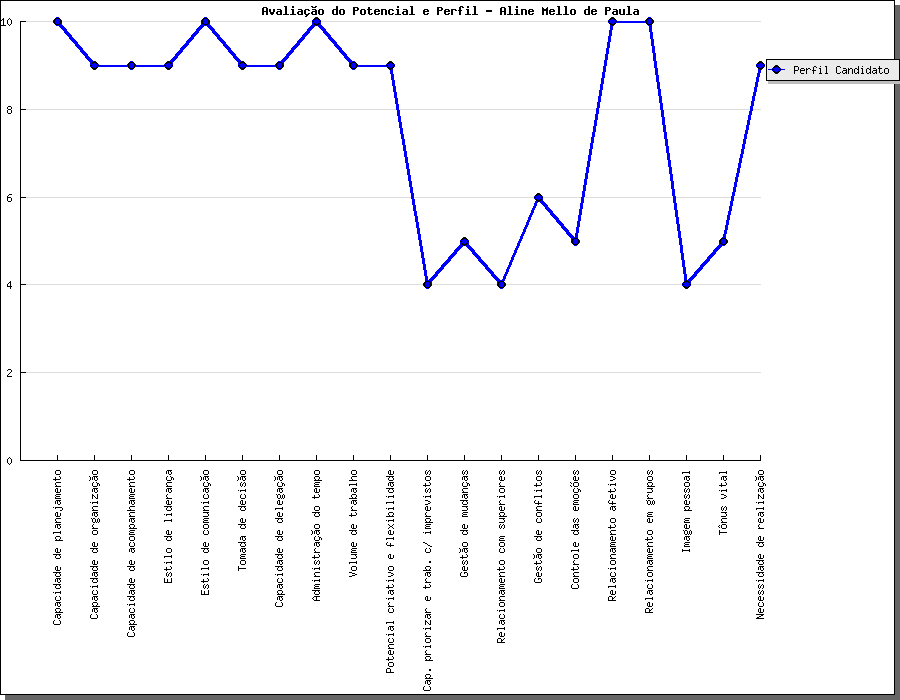 Avaliação do Potencial e Perfil - Aline Mello de Paula
10
8
6
4
2
0
Perfil Candidato
Capacidade de planejamento
Capacidade de organização
Capacidade de acompanhamento
Estilo de liderança
Estilo de comunicação
Tomada de decisão
Capacidade de delegação
Administração do tempo
Volume de trabalho
Potencial criativo e flexibilidade
Cap. priorizar e trab. c/ imprevistos
Gestão de mudanças
Relacionamento com superiores
Gestão de conflitos
Controle das emoções
Relacionamento afetivo
Relacionamento em grupos
Imagem pessoal
Tônus vital
Necessidade de realização